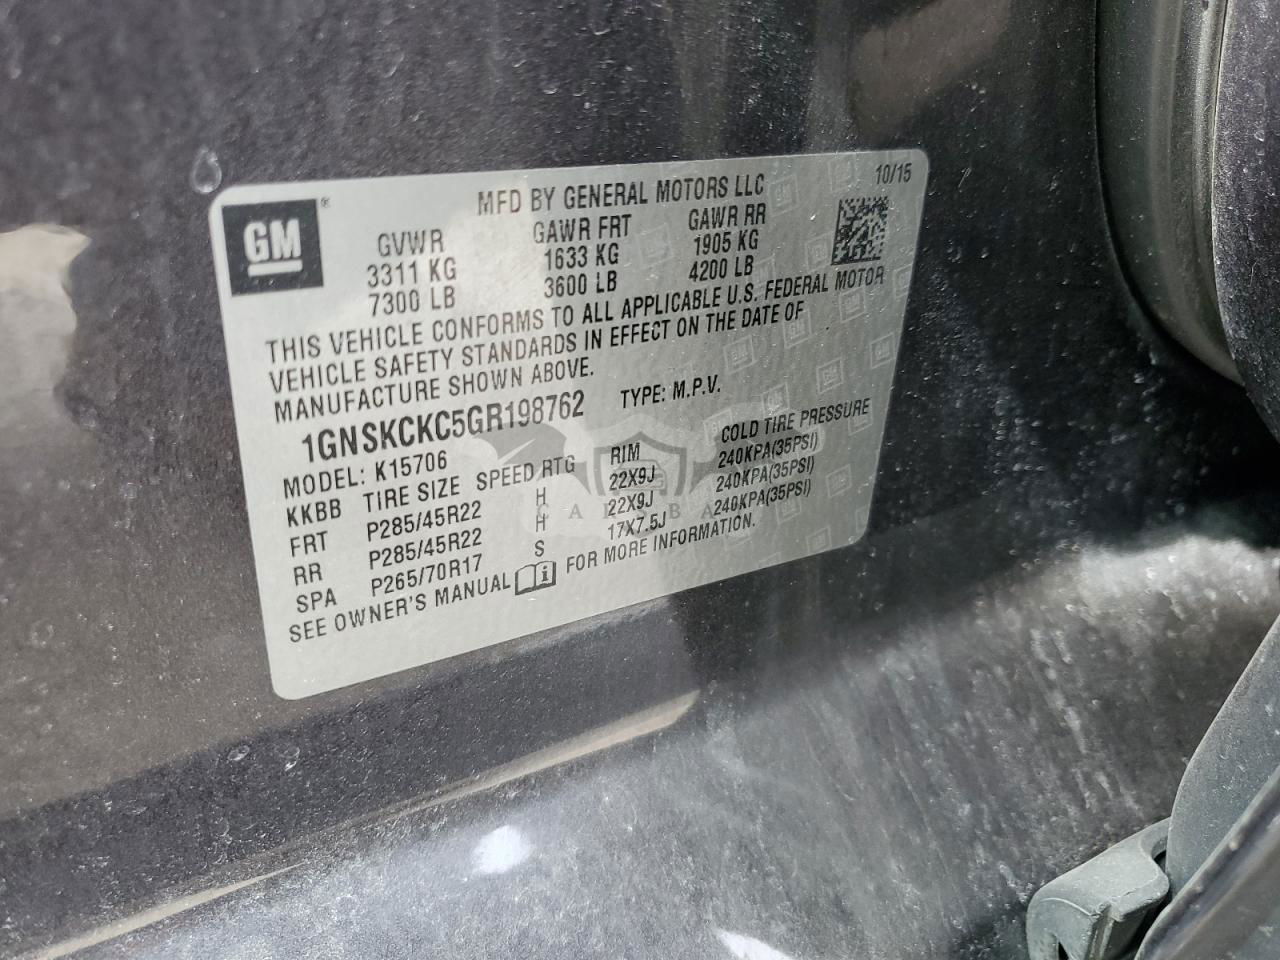 GM ®
MFD BY GENERAL MOTORS LLC 10/15
GVWR GAWR FRT GAWR RR
3311 KG 1633 KG 1905 KG
7300 LB 3600 LB 4200 LB
THIS VEHICLE CONFORMS TO ALL APPLICABLE U.S. FEDERAL MOTOR
VEHICLE SAFETY STANDARDS IN EFFECT ON THE DATE OF
MANUFACTURE SHOWN ABOVE.
1GNSKCKC5GR198762 TYPE: M.P.V.
MODEL: K15706
KKBB TIRE SIZE SPEED RTG RIM COLD TIRE PRESSURE
FRT P285/45R22 H 22X9J 240KPA(35PSI)
RR P285/45R22 H 22X9J 240KPA(35PSI)
SPA P265/70R17 S 17X7.5J 240KPA(35PSI)
SEE OWNER'S MANUAL FOR MORE INFORMATION.